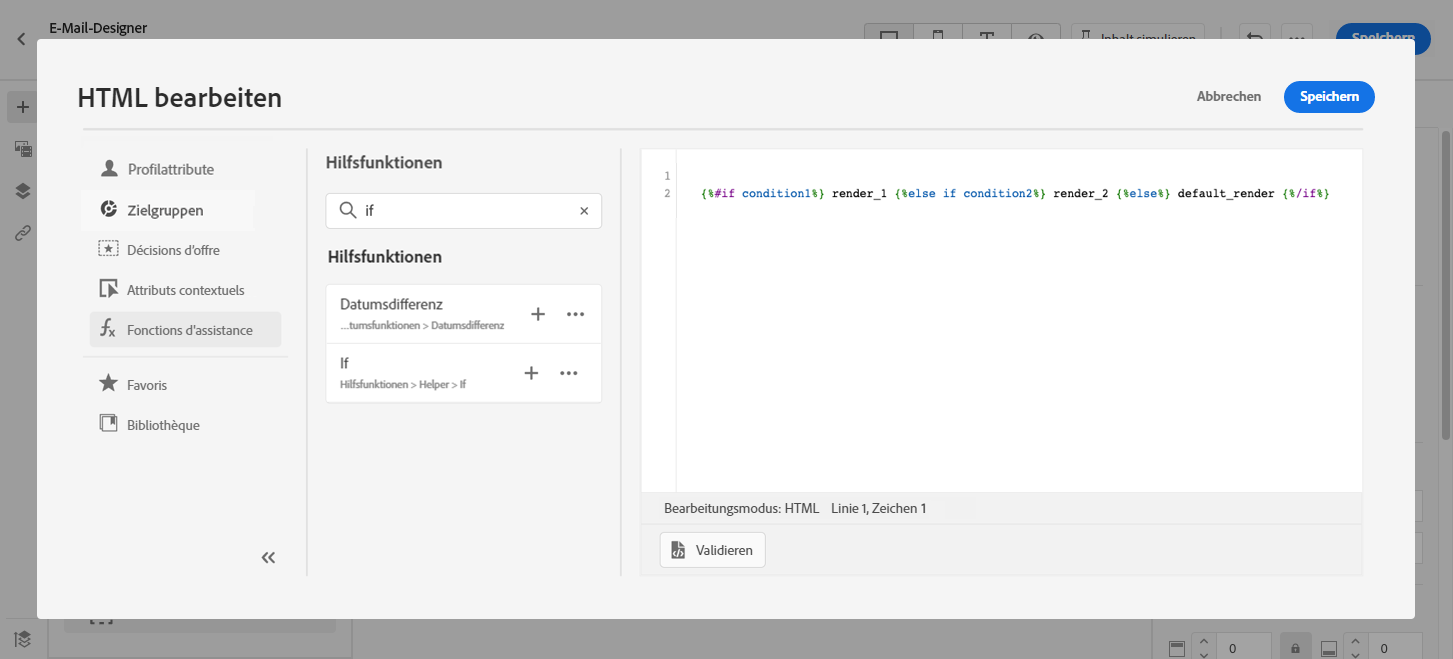 E-Mail-Designer
Inhalt simulieren
Speichern
HTML bearbeiten
Abbrechen
Speichern
Profilattribute
Zielgruppen
Décisions d'offre
Attributs contextuels
Fonctions d'assistance
Favoris
Bibliothèque
Hilfsfunktionen
if
Hilfsfunktionen
Datumsdifferenz
...tumsfunktionen > Datumsdifferenz
If
Hilfsfunktionen > Helper > If
1
2 {%#if condition1%} render_1 {%else if condition2%} render_2 {%else%} default_render {%/if%}
Bearbeitungsmodus: HTML Linie 1, Zeichen 1
Validieren
0
0